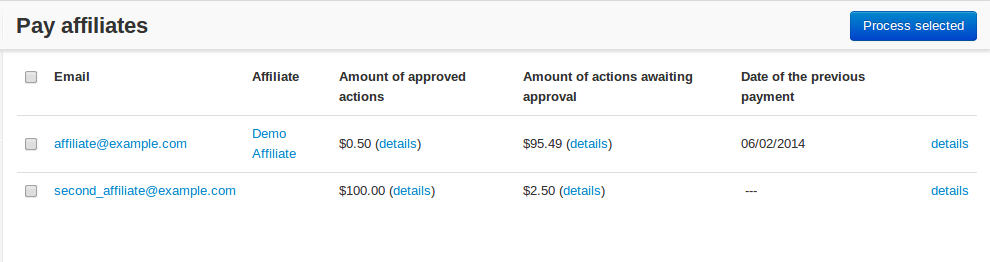 Pay affiliates
Process selected
Email Affiliate Amount of approved actions Amount of actions awaiting approval Date of the previous payment
affiliate@example.com Demo Affiliate $0.50 (details) $95.49 (details) 06/02/2014 details
second_affiliate@example.com $100.00 (details) $2.50 (details) --- details